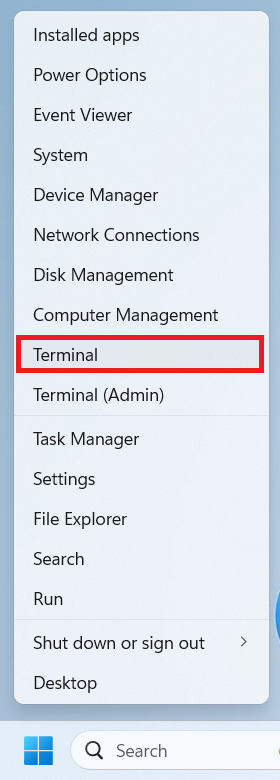 Installed apps
Power Options
Event Viewer
System
Device Manager
Network Connections
Disk Management
Computer Management
Terminal
Terminal (Admin)
Task Manager
Settings
File Explorer
Search
Run
Shut down or sign out
Desktop
Search